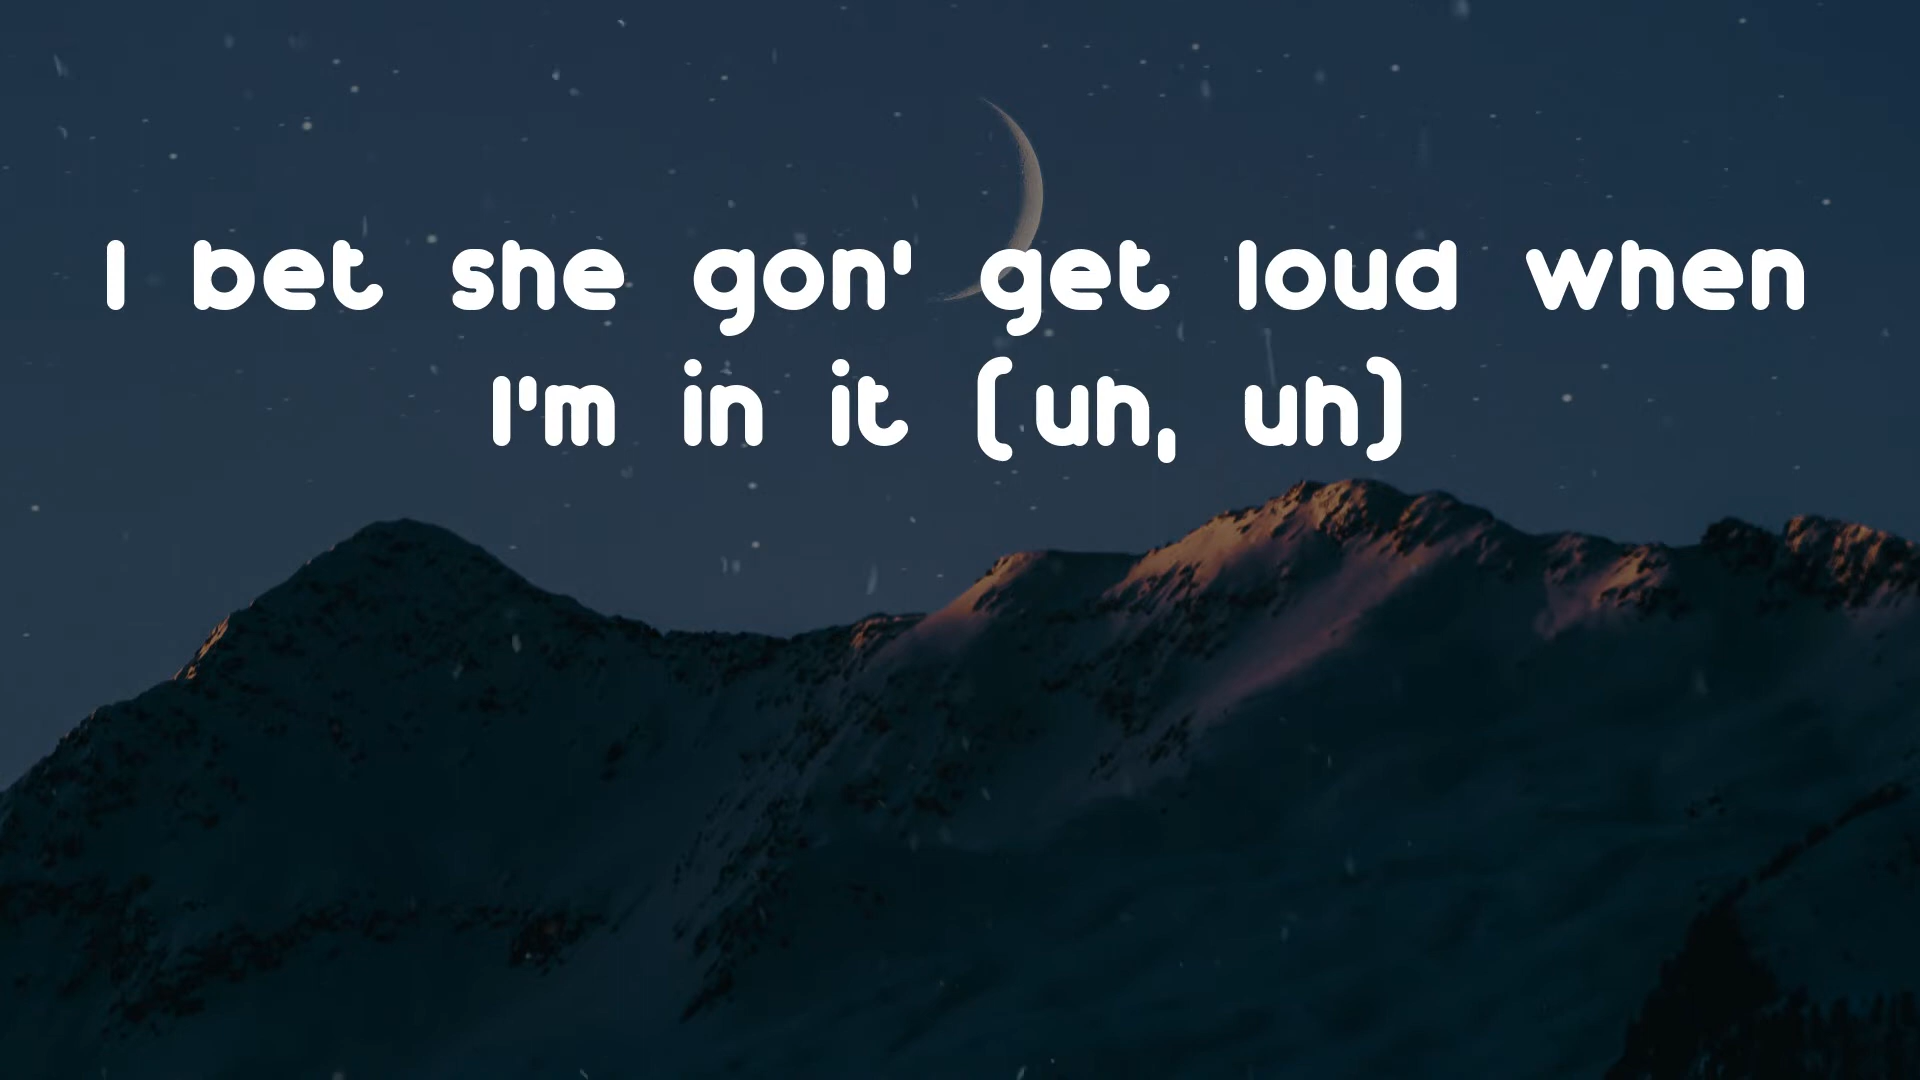 I bet she gon' get loud when
I'm in it (uh, uh)